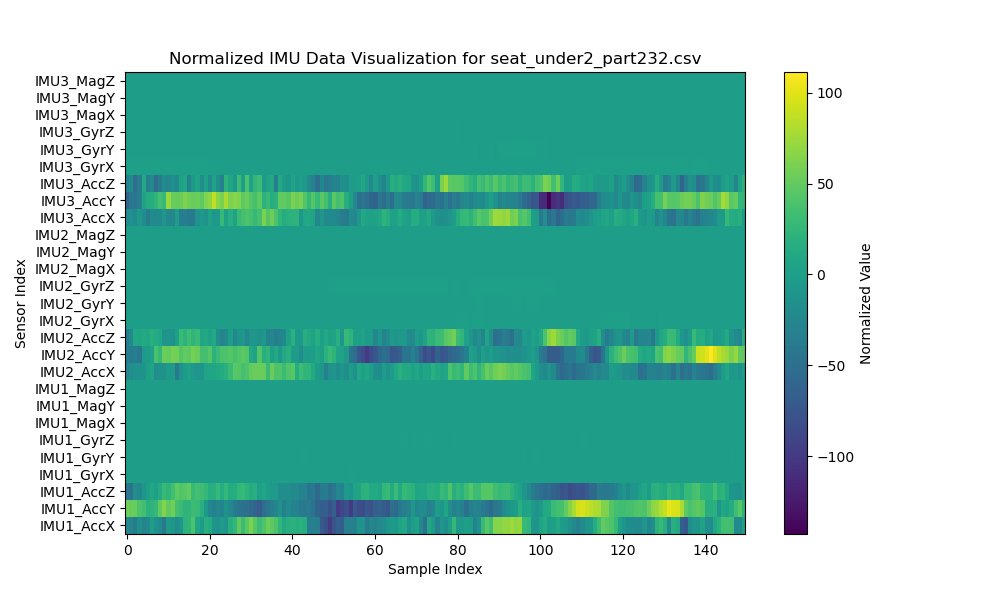 Normalized IMU Data Visualization for seat_under2_part232.csv
IMU3_MagZ
IMU3_MagY
IMU3_MagX
IMU3_GyrZ
IMU3_GyrY
IMU3_GyrX
IMU3_AccZ
IMU3_AccY
IMU3_AccX
IMU2_MagZ
IMU2_MagY
IMU2_MagX
IMU2_GyrZ
IMU2_GyrY
IMU2_GyrX
IMU2_AccZ
IMU2_AccY
IMU2_AccX
IMU1_MagZ
IMU1_MagY
IMU1_MagX
IMU1_GyrZ
IMU1_GyrY
IMU1_GyrX
IMU1_AccZ
IMU1_AccY
IMU1_AccX
Sensor Index
0 20 40 60 80 100 120 140
Sample Index
100
50
0
−50
−100
Normalized Value